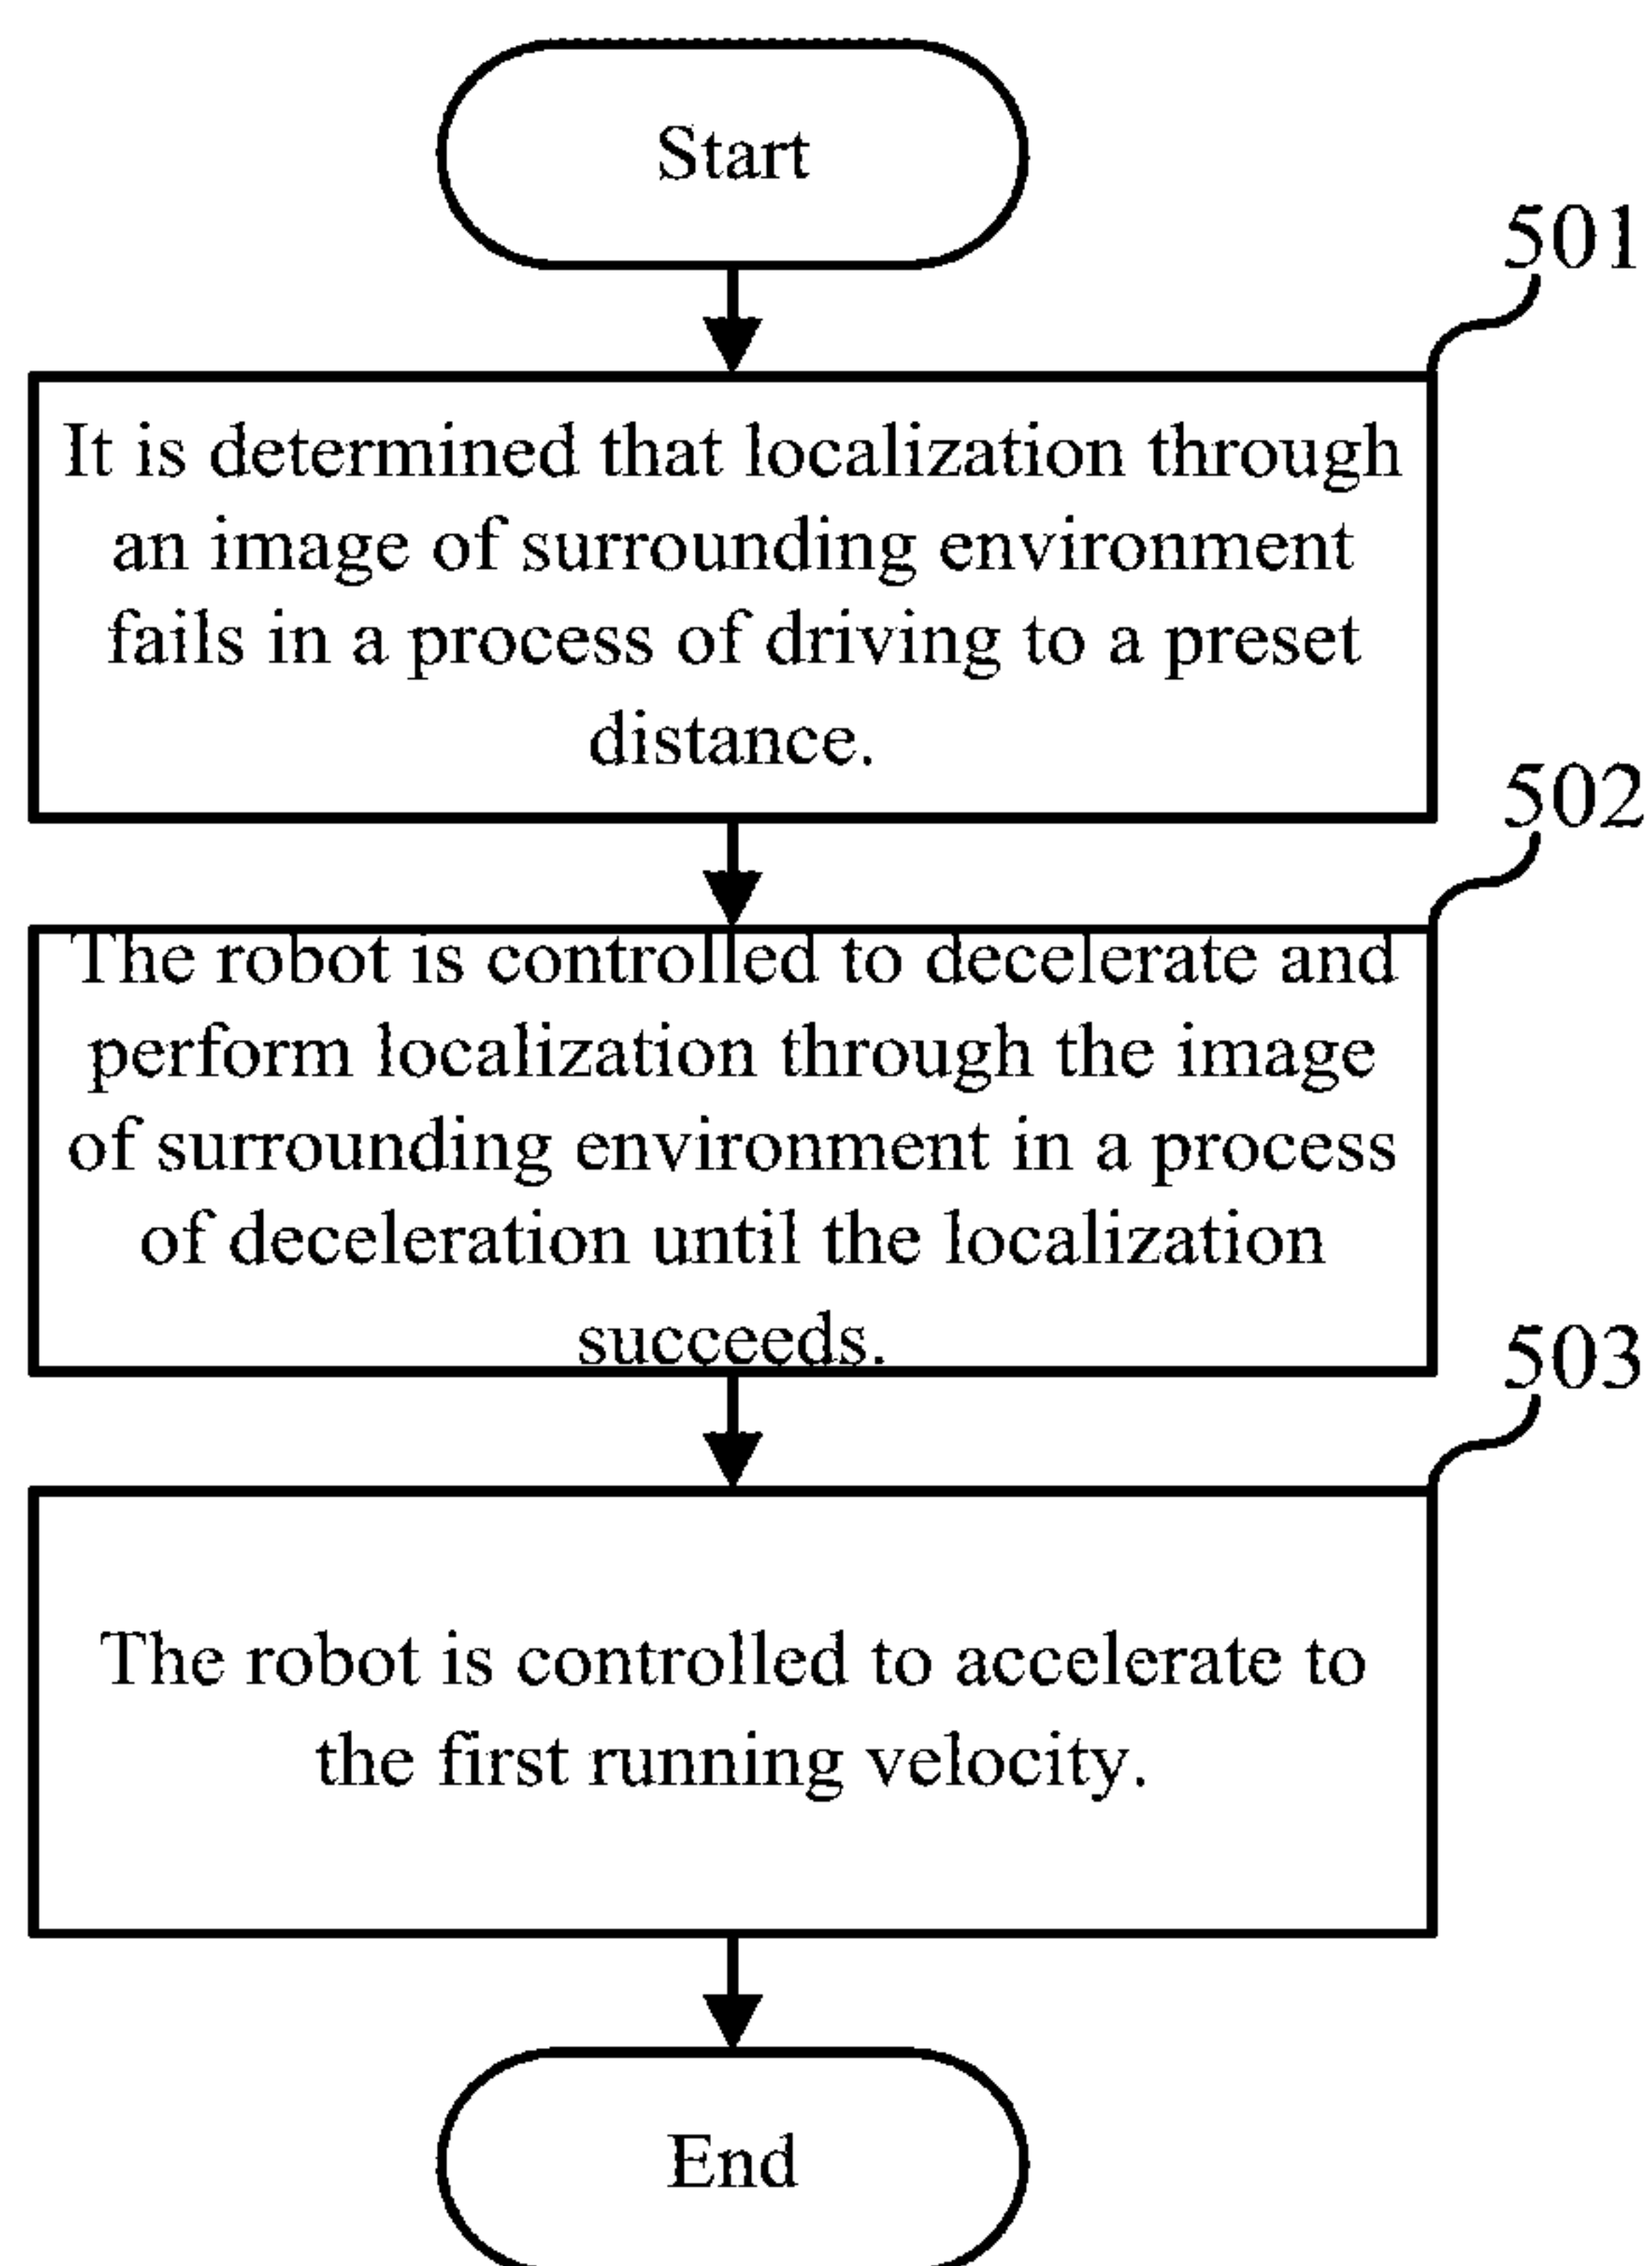 Start
501
It is determined that localization through
an image of surrounding environment
fails in a process of driving to a preset
distance.
502
The robot is controlled to decelerate and
perform localization through the image
of surrounding environment in a process
of deceleration until the localization
succeeds.
503
The robot is controlled to accelerate to
the first running velocity.
End